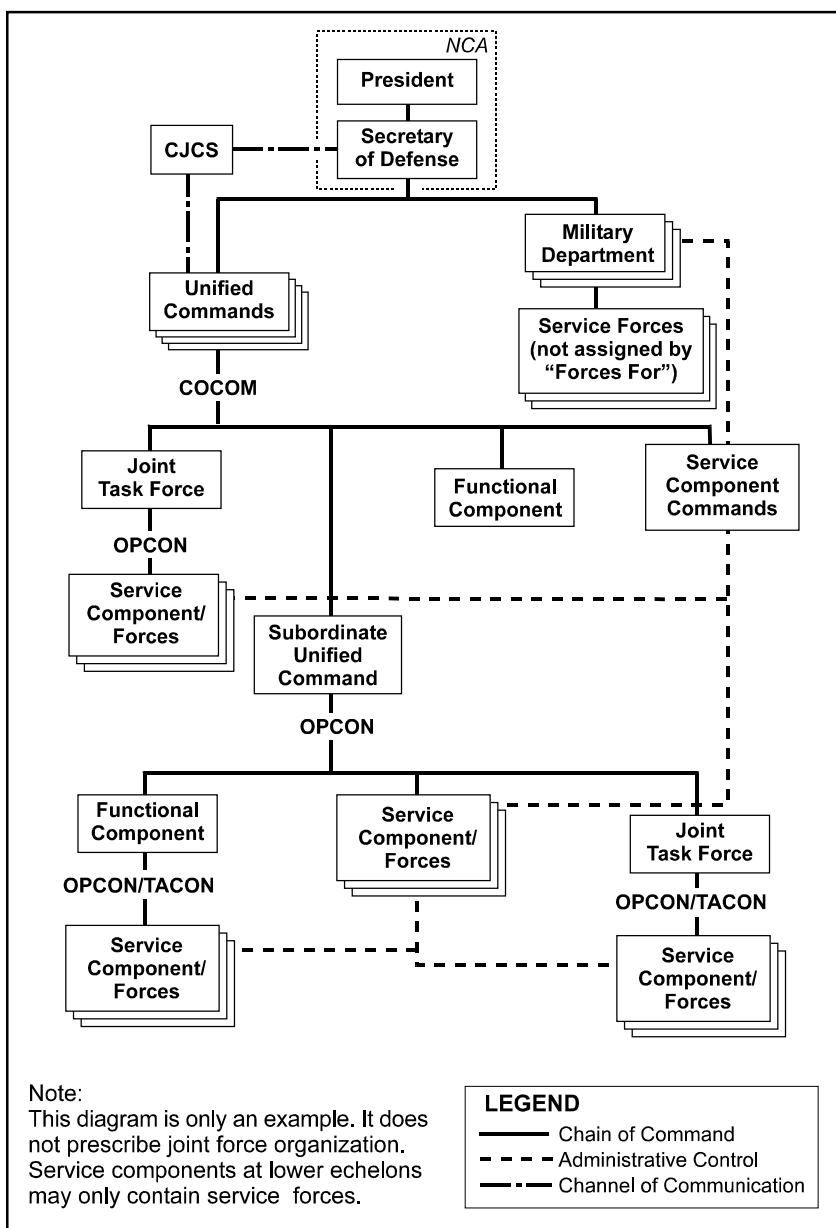 NCA
President
Secretary
of Defense
CJCS
Military
Department
Unified
Commands
Service Forces
(not assigned by
“Forces For”)
COCOM
Joint
Task Force
Functional
Component
Service
Component
Commands
OPCON
Service
Component/
Forces
Subordinate
Unified
Command
OPCON
Functional
Component
Service
Component/
Forces
Joint
Task Force
OPCON/TACON
OPCON/TACON
Service
Component/
Forces
Service
Component/
Forces
Note:
This diagram is only an example. It does
not prescribe joint force organization.
Service components at lower echelons
may only contain service forces.
LEGEND
Chain of Command
Administrative Control
Channel of Communication